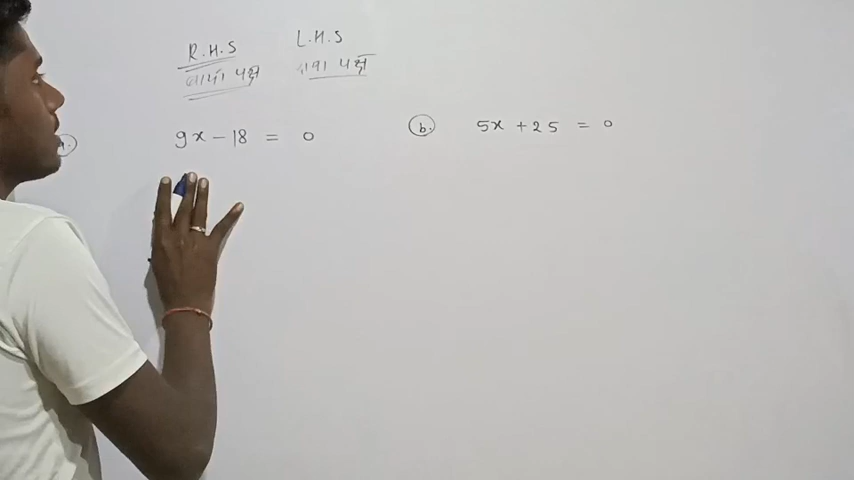 R.H.S L.H.S
बायां पक्ष पक्ष
a. 9x - 18 = 0
b. 5x + 25 = 0